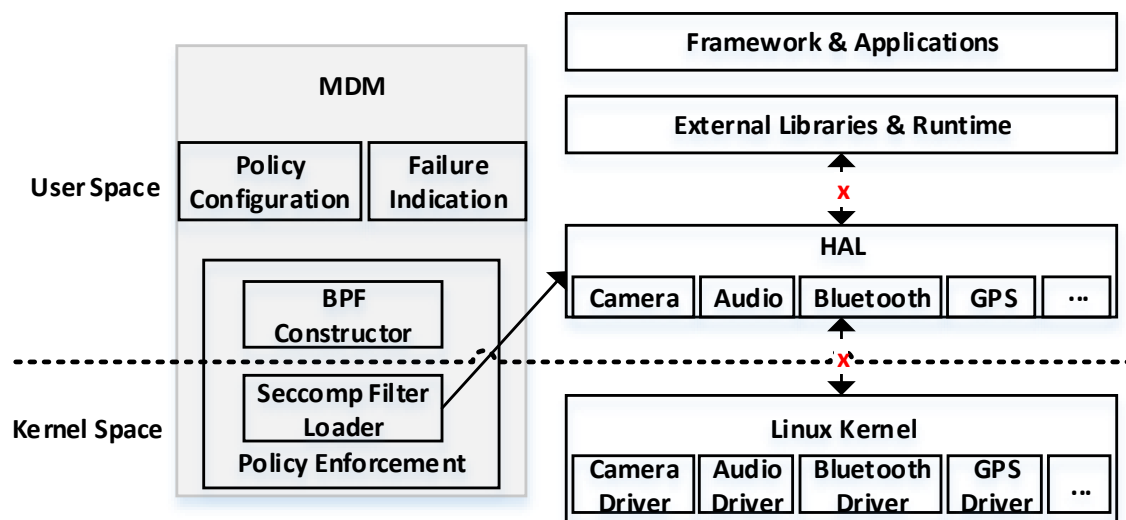 Framework & Applications
MDM
External Libraries & Runtime
Policy
Configuration
Failure
Indication
User Space
x
HAL
Camera
Audio
Bluetooth
GPS
...
BPF
Constructor
x
Seccomp Filter
Loader
Kernel Space
Policy Enforcement
Linux Kernel
Camera
Driver
Audio
Driver
Bluetooth
Driver
GPS
Driver
...